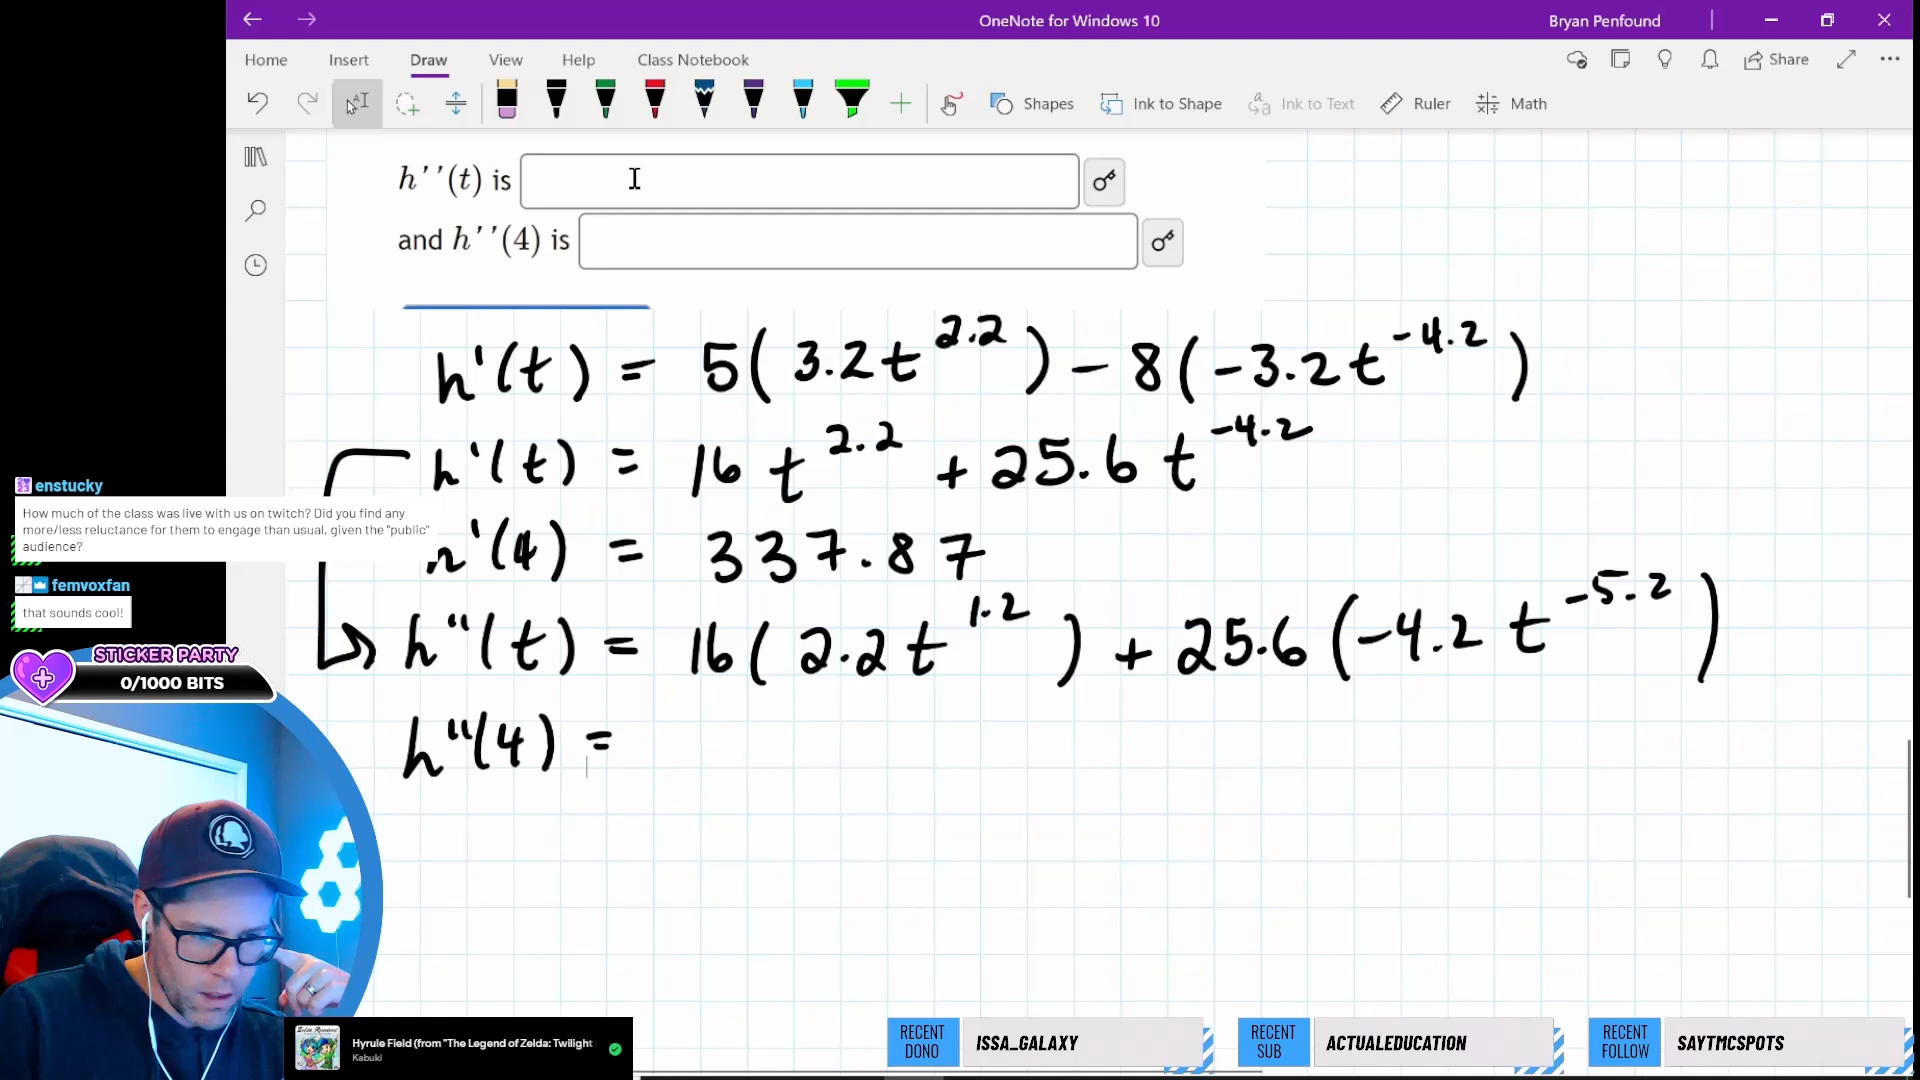 OneNote for Windows 10
Bryan Penfound
Home Insert Draw View Help Class Notebook
Share
Shapes Ink to Shape Ink to Text Ruler Math
h''(t) is
and h''(4) is
h'(t) = 5(3.2t^2.2) - 8(-3.2t^-4.2)
h'(t) = 16t^2.2 + 25.6t^-4.2
h'(4) = 337.87
h"(t) = 16(2.2t^1.2) + 25.6(-4.2t^-5.2)
h"(4) =
enstucky
How much of the class was live with us on twitch? Did you find any
more/less reluctance for them to engage than usual, given the "public"
audience?
femvoxfan
that sounds cool!
STICKER PARTY
0/1000 BITS
Hyrule Field (from "The Legend of Zelda: Twilight
Kabuki
RECENT DONO
ISSA_GALAXY
RECENT SUB
ACTUALEDUCATION
RECENT FOLLOW
SAYTMCSPOTS